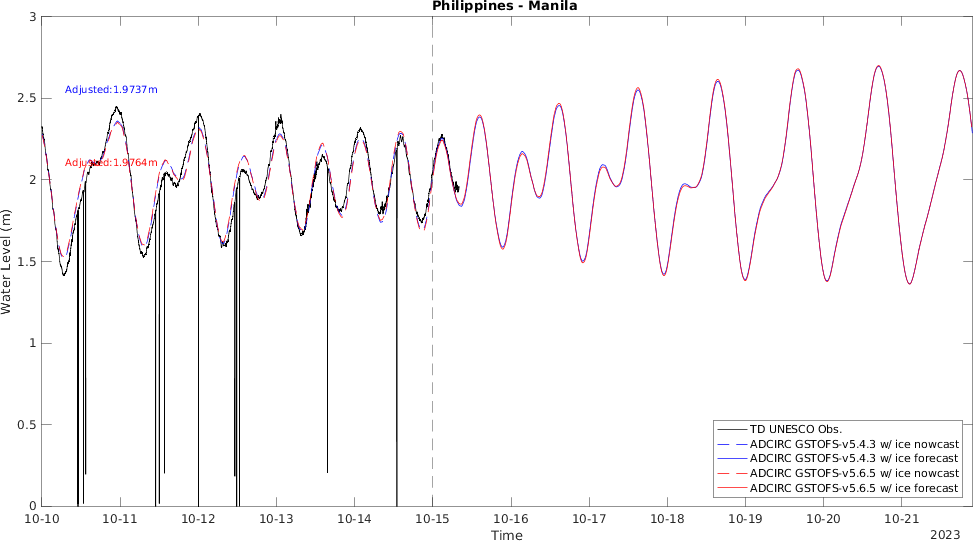 Philippines - Manila
3
2.5
2
1.5
1
0.5
0
Water Level (m)
Adjusted:1.9737m
Adjusted:1.9764m
TD UNESCO Obs.
ADCIRC GSTOFS-v5.4.3 w/ ice nowcast
ADCIRC GSTOFS-v5.4.3 w/ ice forecast
ADCIRC GSTOFS-v5.6.5 w/ ice nowcast
ADCIRC GSTOFS-v5.6.5 w/ ice forecast
10-10 10-11 10-12 10-13 10-14 10-15 10-16 10-17 10-18 10-19 10-20 10-21
Time
2023